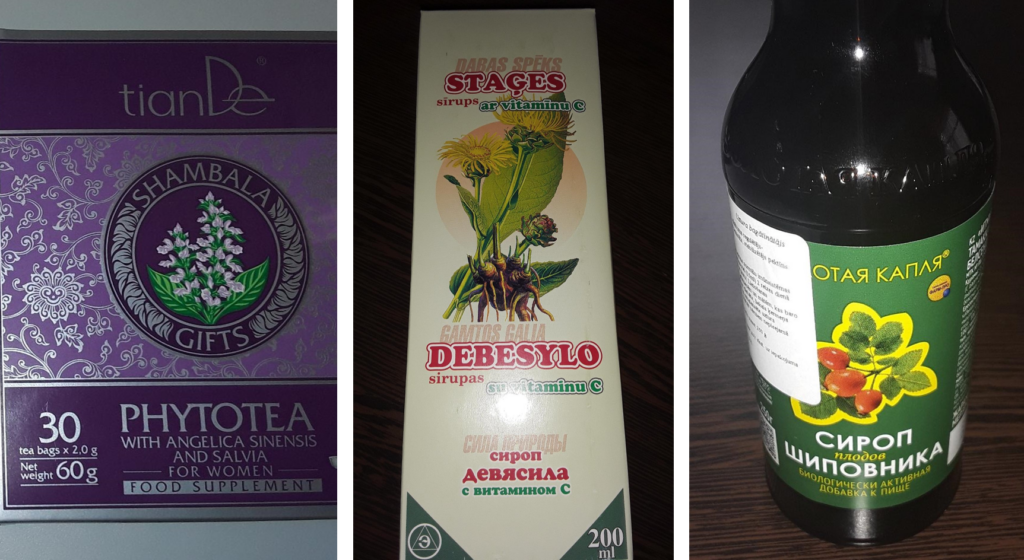 tianDe®
SHAMBALA
GIFTS
30
tea bags x 2,0 g
Net
weight 60g
PHYTOTEA
WITH ANGELICA SINENSIS
AND SALVIA
FOR WOMEN
FOOD SUPPLEMENT
DABAS SPĒKS
STAĢES
sirups ar vitamīnu C
GAMTOS GALIA
DEBESYLO
sirupas su vitaminu C
СИЛА ПРИРОДЫ
сироп
ДЕВЯСИЛА
с витамином С
Э
200
ml
ОТАЯ КАПЛЯ®
СИРОП
плодов
ШИПОВНИКА
БИОЛОГИЧЕСКИ АКТИВНАЯ
ДОБАВКА К ПИЩЕ